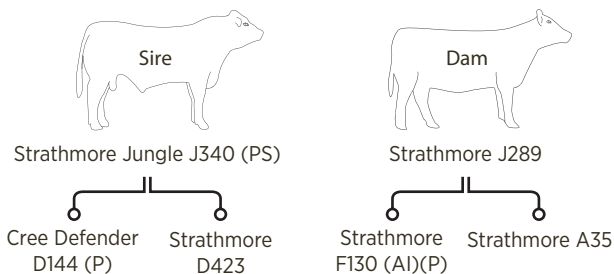 Sire
Dam
Strathmore Jungle J340 (PS)
Strathmore J289
Cree Defender
D144 (P)
Strathmore
D423
Strathmore
F130 (AI)(P)
Strathmore A35